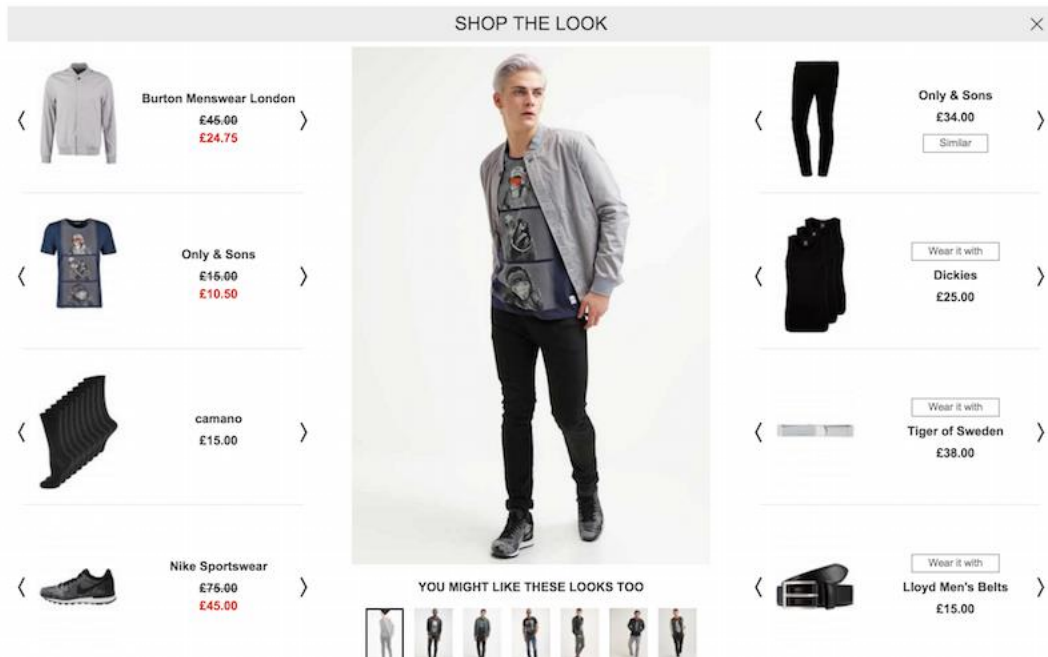 SHOP THE LOOK
Burton Menswear London
£45.00
£24.75
Only & Sons
£15.00
£10.50
camano
£15.00
Nike Sportswear
£75.00
£45.00
YOU MIGHT LIKE THESE LOOKS TOO
Only & Sons
£34.00
Similar
Wear it with
Dickies
£25.00
Wear it with
Tiger of Sweden
£38.00
Wear it with
Lloyd Men's Belts
£15.00